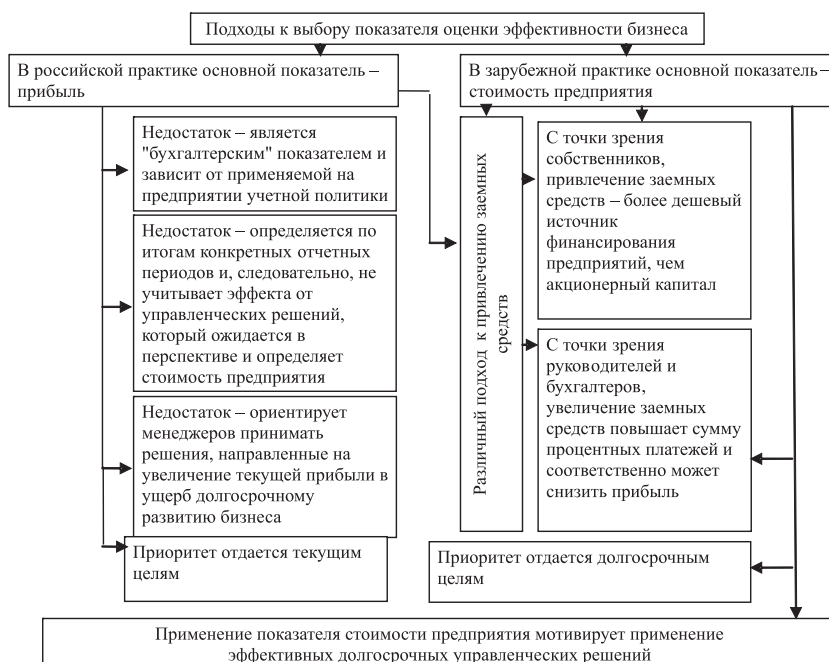 Подходы к выбору показателя оценки эффективности бизнеса
В российской практике основной показатель –
прибыль
В зарубежной практике основной показатель –
стоимость предприятия
Недостаток – является
"бухгалтерским" показателем и
зависит от применяемой на
предприятии учетной политики
Недостаток – определяется по
итогам конкретных отчетных
периодов и, следовательно, не
учитывает эффекта от
управленческих решений,
который ожидается в
перспективе и определяет
стоимость предприятия
Недостаток – ориентирует
менеджеров принимать
решения, направленные на
увеличение текущей прибыли в
ущерб долгосрочному
развитию бизнеса
Приоритет отдается текущим
целям
Различный подход к привлечению заемных
средств
С точки зрения
собственников,
привлечение заемных
средств – более дешевый
источник
финансирования
предприятий, чем
акционерный капитал
С точки зрения
руководителей и
бухгалтеров,
увеличение заемных
средств повышает сумму
процентных платежей и
соответственно может
снизить прибыль
Приоритет отдается долгосрочным
целям
Применение показателя стоимости предприятия мотивирует применение
эффективных долгосрочных управленческих решений